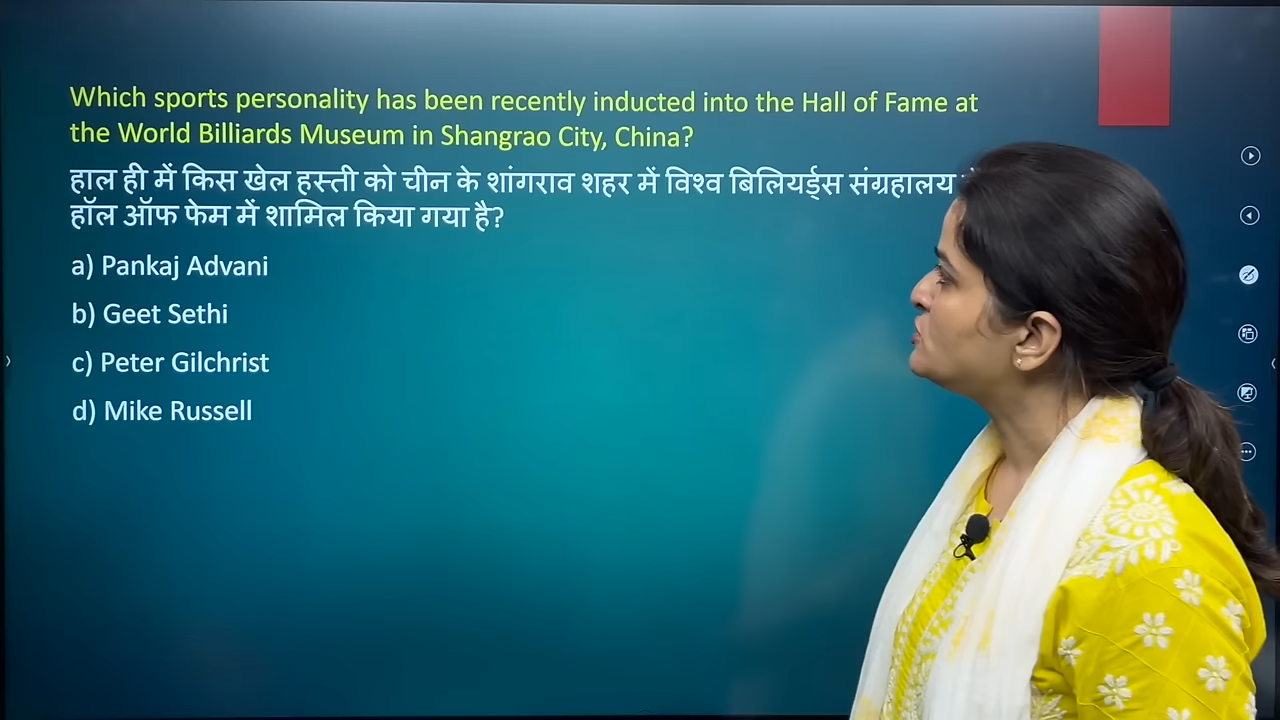 Which sports personality has been recently inducted into the Hall of Fame at
the World Billiards Museum in Shangrao City, China?
हाल ही में किस खेल हस्ती को चीन के शांगराव शहर में विश्व बिलियर्ड्स संग्रहालय
हॉल ऑफ फेम में शामिल किया गया है?
a) Pankaj Advani
b) Geet Sethi
c) Peter Gilchrist
d) Mike Russell